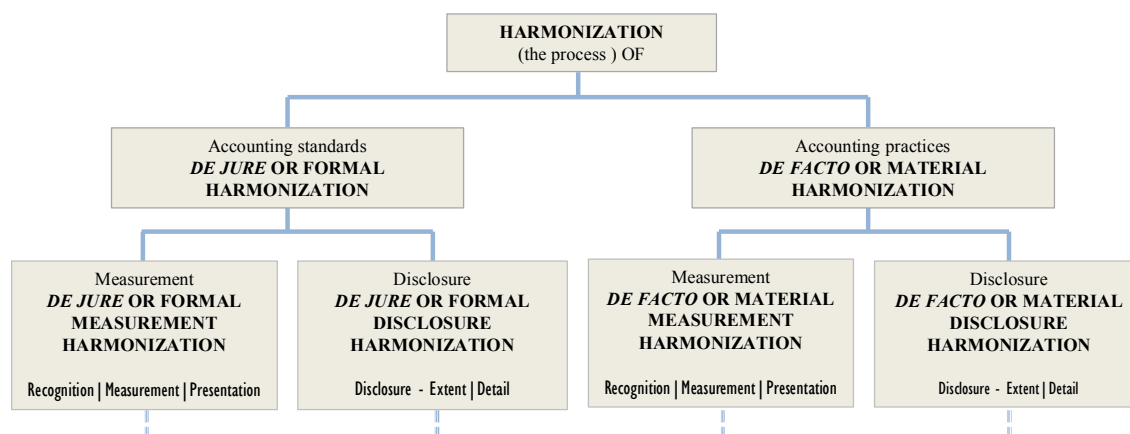 HARMONIZATION
(the process ) OF
Accounting standards
DE JURE OR FORMAL
HARMONIZATION
Accounting practices
DE FACTO OR MATERIAL
HARMONIZATION
Measurement
DE JURE OR FORMAL
MEASUREMENT
HARMONIZATION
Recognition | Measurement | Presentation
Disclosure
DE JURE OR FORMAL
DISCLOSURE
HARMONIZATION
Disclosure - Extent | Detail
Measurement
DE FACTO OR MATERIAL
MEASUREMENT
HARMONIZATION
Recognition | Measurement | Presentation
Disclosure
DE FACTO OR MATERIAL
DISCLOSURE
HARMONIZATION
Disclosure - Extent | Detail